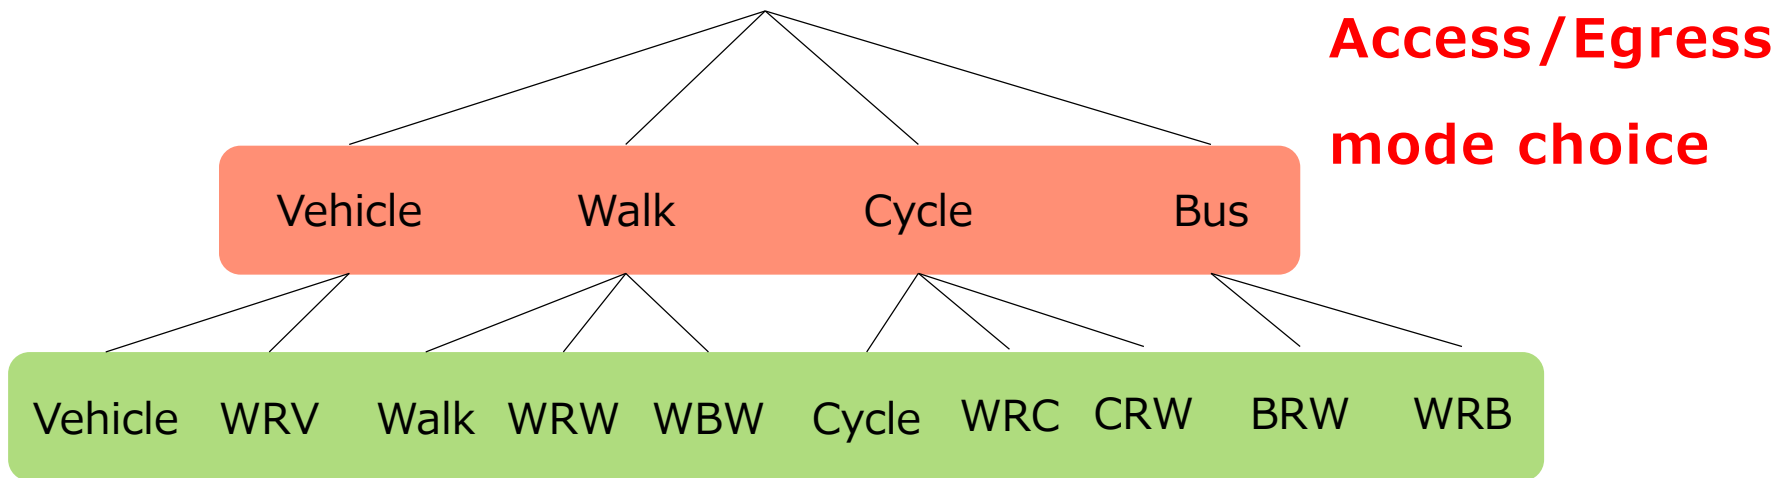 Access/Egress
mode choice
Vehicle Walk Cycle Bus
Vehicle WRV Walk WRW WBW Cycle WRC CRW BRW WRB